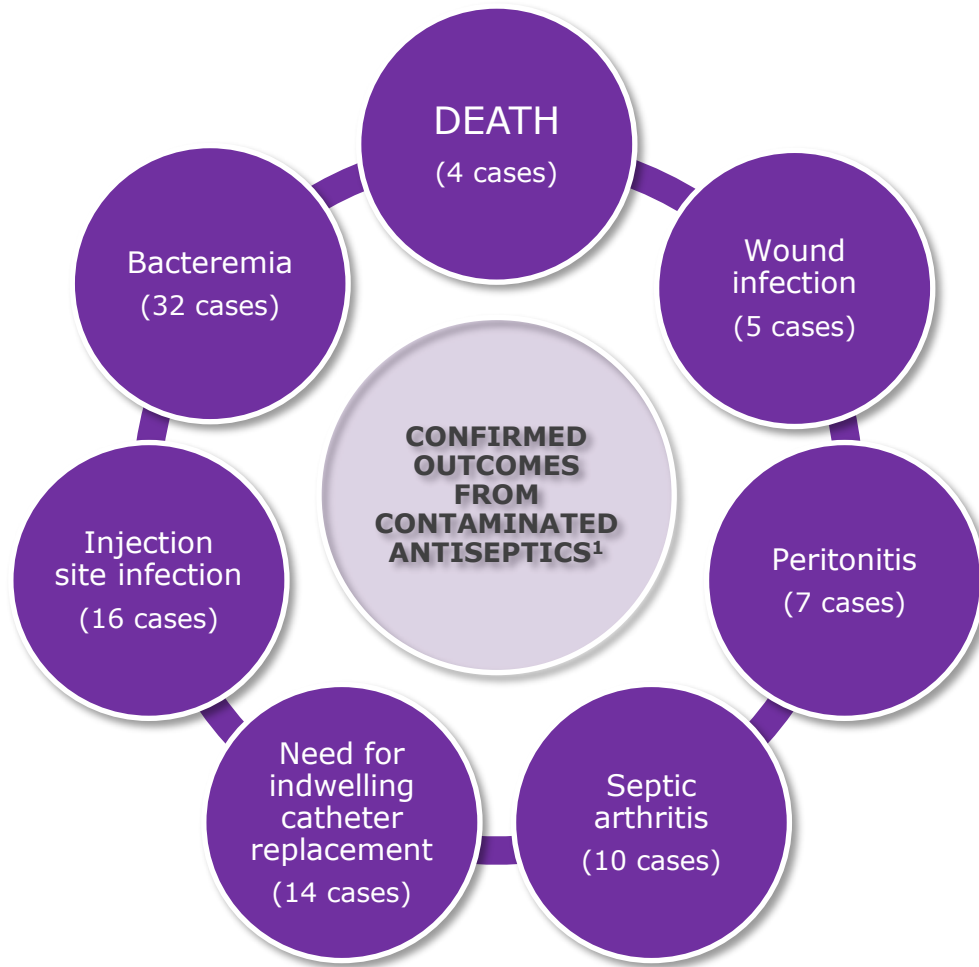 DEATH
(4 cases)
Wound
infection
(5 cases)
Peritonitis
(7 cases)
Septic
arthritis
(10 cases)
Need for
indwelling
catheter
replacement
(14 cases)
Injection
site infection
(16 cases)
Bacteremia
(32 cases)
CONFIRMED
OUTCOMES
FROM
CONTAMINATED
ANTISEPTICS¹